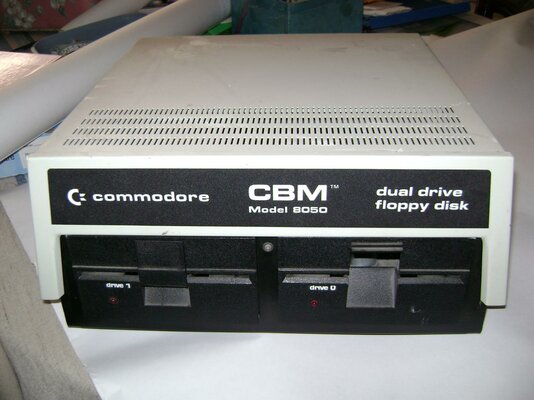 commodore
CBM™
Model 8050
dual drive
floppy disk
drive 1
drive 0